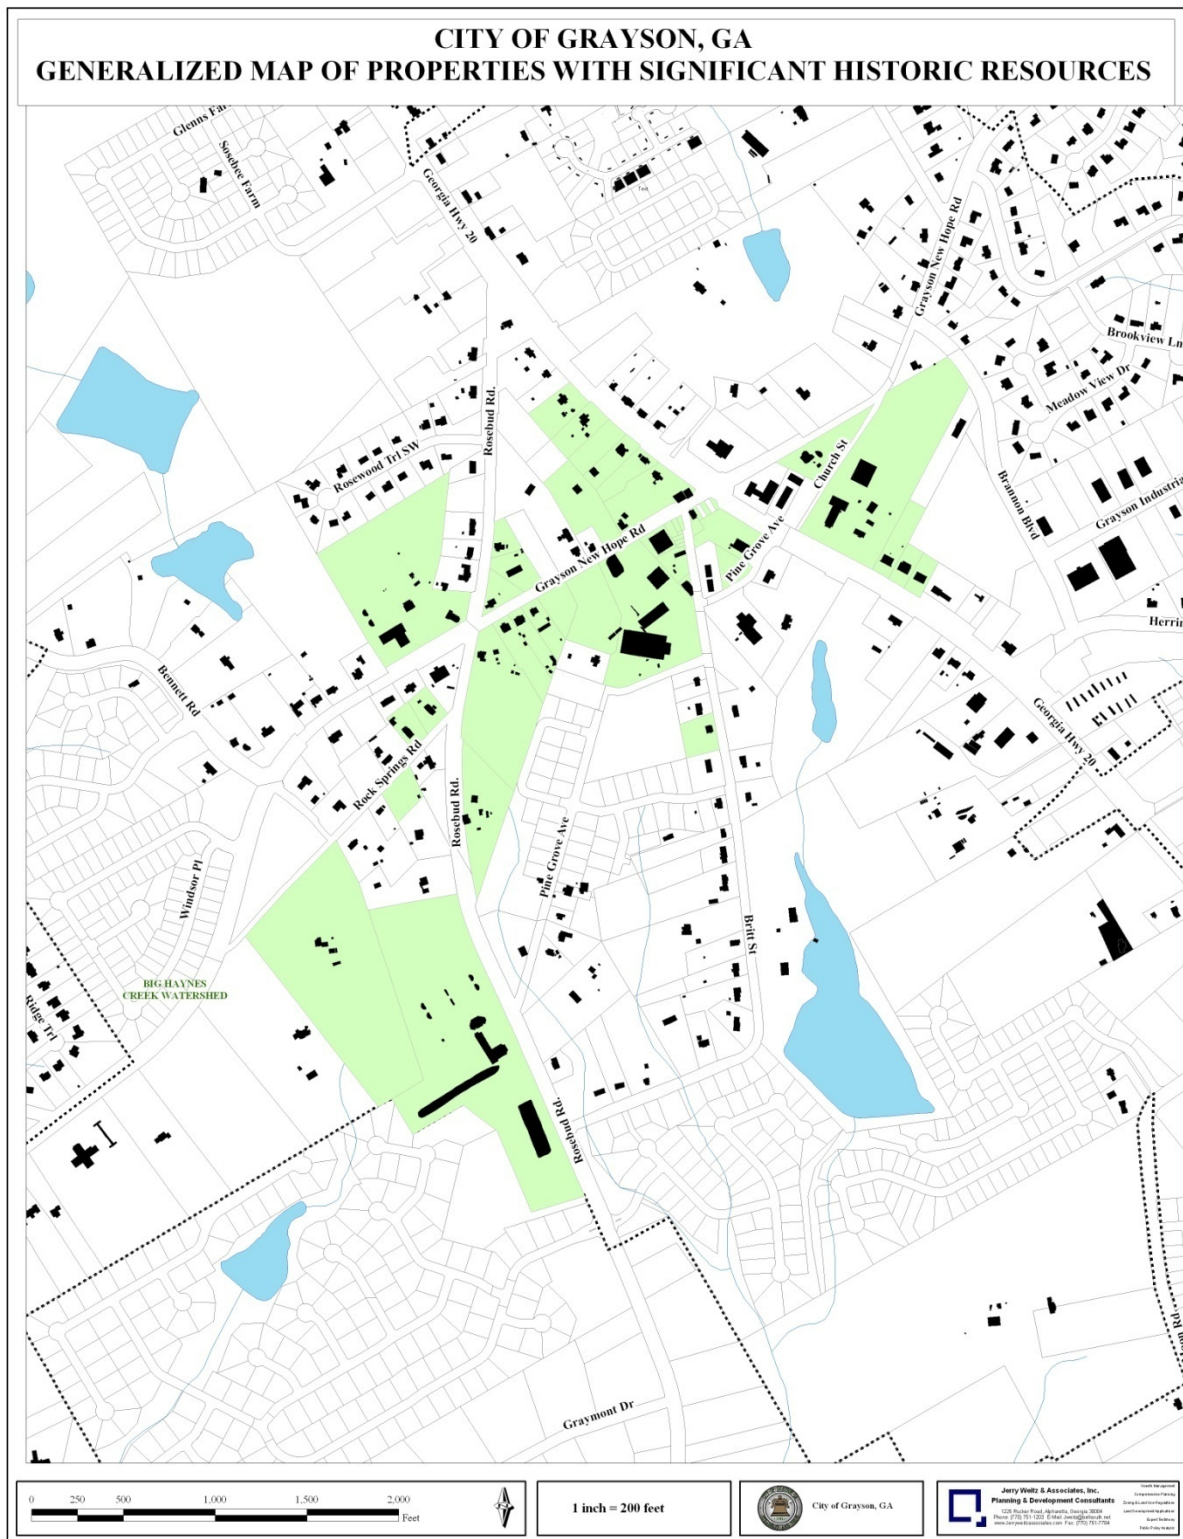 CITY OF GRAYSON, GA
GENERALIZED MAP OF PROPERTIES WITH SIGNIFICANT HISTORIC RESOURCES
Glenns Farm
Sosebee Farm
Georgia Hwy 20
Grayson New Hope Rd
Brookview Ln
Meadow View Dr
Rosebud Rd.
Rosewood Trl SW
Church St
Brannon Blvd
Grayson Industrial
Grayson New Hope Rd
Pine Grove Ave
Herrin
Bennett Rd
Georgia Hwy 20
Rock Springs Rd
Rosebud Rd.
Pine Grove Ave
Windsor Pl
Britt St
BIG HAYNES
CREEK WATERSHED
Ridge Trl
Rosebud Rd.
on Rd.
Graymont Dr
0 250 500 1,000 1,500 2,000
Feet
1 inch = 200 feet
City of Grayson, GA
Jerry Weitz & Associates, Inc.
Planning & Development Consultants